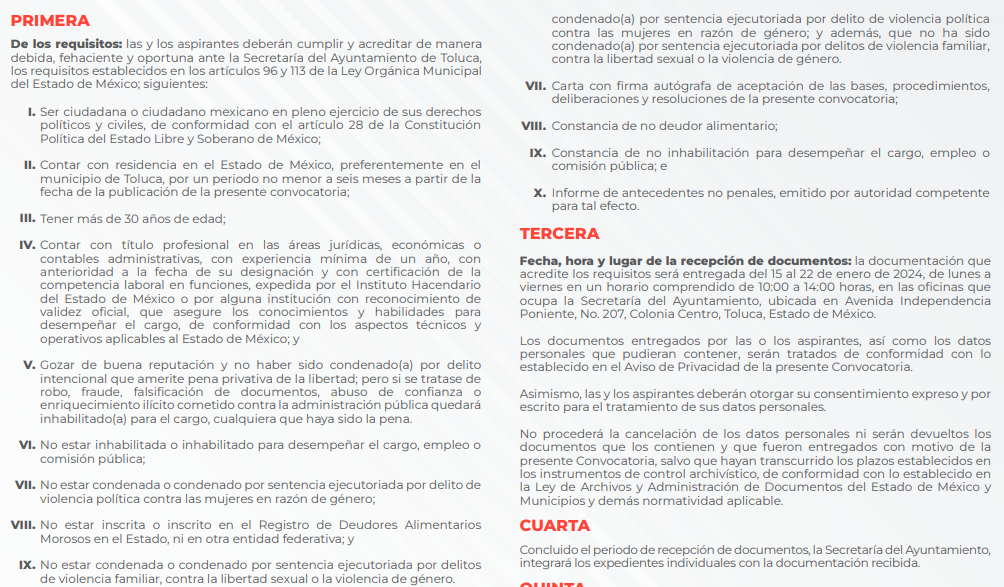 PRIMERA
De los requisitos: las y los aspirantes deberán cumplir y acreditar de manera
debida, fehaciente y oportuna ante la Secretaría del Ayuntamiento de Toluca,
los requisitos establecidos en los artículos 96 y 113 de la Ley Orgánica Municipal
del Estado de México; siguientes:
I. Ser ciudadana o ciudadano mexicano en pleno ejercicio de sus derechos
políticos y civiles, de conformidad con el artículo 28 de la Constitución
Política del Estado Libre y Soberano de México;
II. Contar con residencia en el Estado de México, preferentemente en el
municipio de Toluca, por un periodo no menor a seis meses a partir de la
fecha de la publicación de la presente convocatoria;
III. Tener más de 30 años de edad;
IV. Contar con título profesional en las áreas jurídicas, económicas o
contables administrativas, con experiencia mínima de un año, con
anterioridad a la fecha de su designación y con certificación de la
competencia laboral en funciones, expedida por el Instituto Hacendario
del Estado de México o por alguna institución con reconocimiento de
validez oficial, que asegure los conocimientos y habilidades para
desempeñar el cargo, de conformidad con los aspectos técnicos y
operativos aplicables al Estado de México; y
V. Gozar de buena reputación y no haber sido condenado(a) por delito
intencional que amerite pena privativa de la libertad; pero si se tratase de
robo, fraude, falsificación de documentos, abuso de confianza o
enriquecimiento ilícito cometido contra la administración pública quedará
inhabilitado(a) para el cargo, cualquiera que haya sido la pena.
VI. No estar inhabilitada o inhabilitado para desempeñar el cargo, empleo o
comisión pública;
VII. No estar condenada o condenado por sentencia ejecutoriada por delito de
violencia política contra las mujeres en razón de género;
VIII. No estar inscrita o inscrito en el Registro de Deudores Alimentarios
Morosos en el Estado, ni en otra entidad federativa; y
IX. No estar condenada o condenado por sentencia ejecutoriada por delitos
de violencia familiar, contra la libertad sexual o la violencia de género.
condenado(a) por sentencia ejecutoriada por delito de violencia política
contra las mujeres en razón de género; y además, que no ha sido
condenado(a) por sentencia ejecutoriada por delitos de violencia familiar,
contra la libertad sexual o la violencia de género.
VII. Carta con firma autógrafa de aceptación de las bases, procedimientos,
deliberaciones y resoluciones de la presente convocatoria;
VIII. Constancia de no deudor alimentario;
IX. Constancia de no inhabilitación para desempeñar el cargo, empleo o
comisión pública; e
X. Informe de antecedentes no penales, emitido por autoridad competente
para tal efecto.
TERCERA
Fecha, hora y lugar de la recepción de documentos: la documentación que
acredite los requisitos será entregada del 15 al 22 de enero de 2024, de lunes a
viernes en un horario comprendido de 10:00 a 14:00 horas, en las oficinas que
ocupa la Secretaría del Ayuntamiento, ubicada en Avenida Independencia
Poniente, No. 207, Colonia Centro, Toluca, Estado de México.
Los documentos entregados por las o los aspirantes, así como los datos
personales que pudieran contener, serán tratados de conformidad con lo
establecido en el Aviso de Privacidad de la presente Convocatoria.
Asimismo, las y los aspirantes deberán otorgar su consentimiento expreso y por
escrito para el tratamiento de sus datos personales.
No procederá la cancelación de los datos personales ni serán devueltos los
documentos que los contienen y que fueron entregados con motivo de la
presente Convocatoria, salvo que hayan transcurrido los plazos establecidos en
los instrumentos de control archivístico, de conformidad con lo establecido en
la Ley de Archivos y Administración de Documentos del Estado de México y
Municipios y demás normatividad aplicable.
CUARTA
Concluido el periodo de recepción de documentos, la Secretaría del Ayuntamiento,
integrará los expedientes individuales con la documentación recibida.
QUINTA